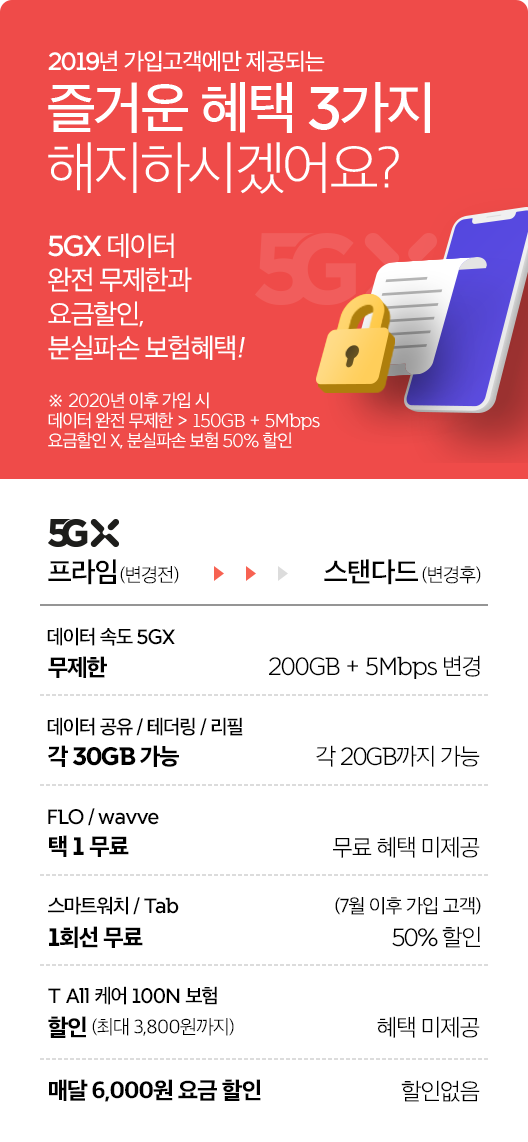 2019년 가입고객에만 제공되는
즐거운 혜택 3가지
해지하시겠어요?
5GX
5GX 데이터
완전 무제한과
요금할인,
분실파손 보험혜택!
※ 2020년 이후 가입 시
데이터 완전 무제한 > 150GB + 5Mbps
요금할인 X, 분실파손 보험 50% 할인
5GX
프라임(변경전) 스탠다드(변경후)
데이터 속도 5GX
무제한 200GB + 5Mbps 변경
데이터 공유 / 테더링 / 리필
각 30GB 가능 각 20GB까지 가능
FLO / wavve
택 1 무료 무료 혜택 미제공
스마트워치 / Tab (7월 이후 가입 고객)
1회선 무료 50% 할인
T All 케어 100N 보험
할인 (최대 3,800원까지) 혜택 미제공
매달 6,000원 요금 할인 할인없음